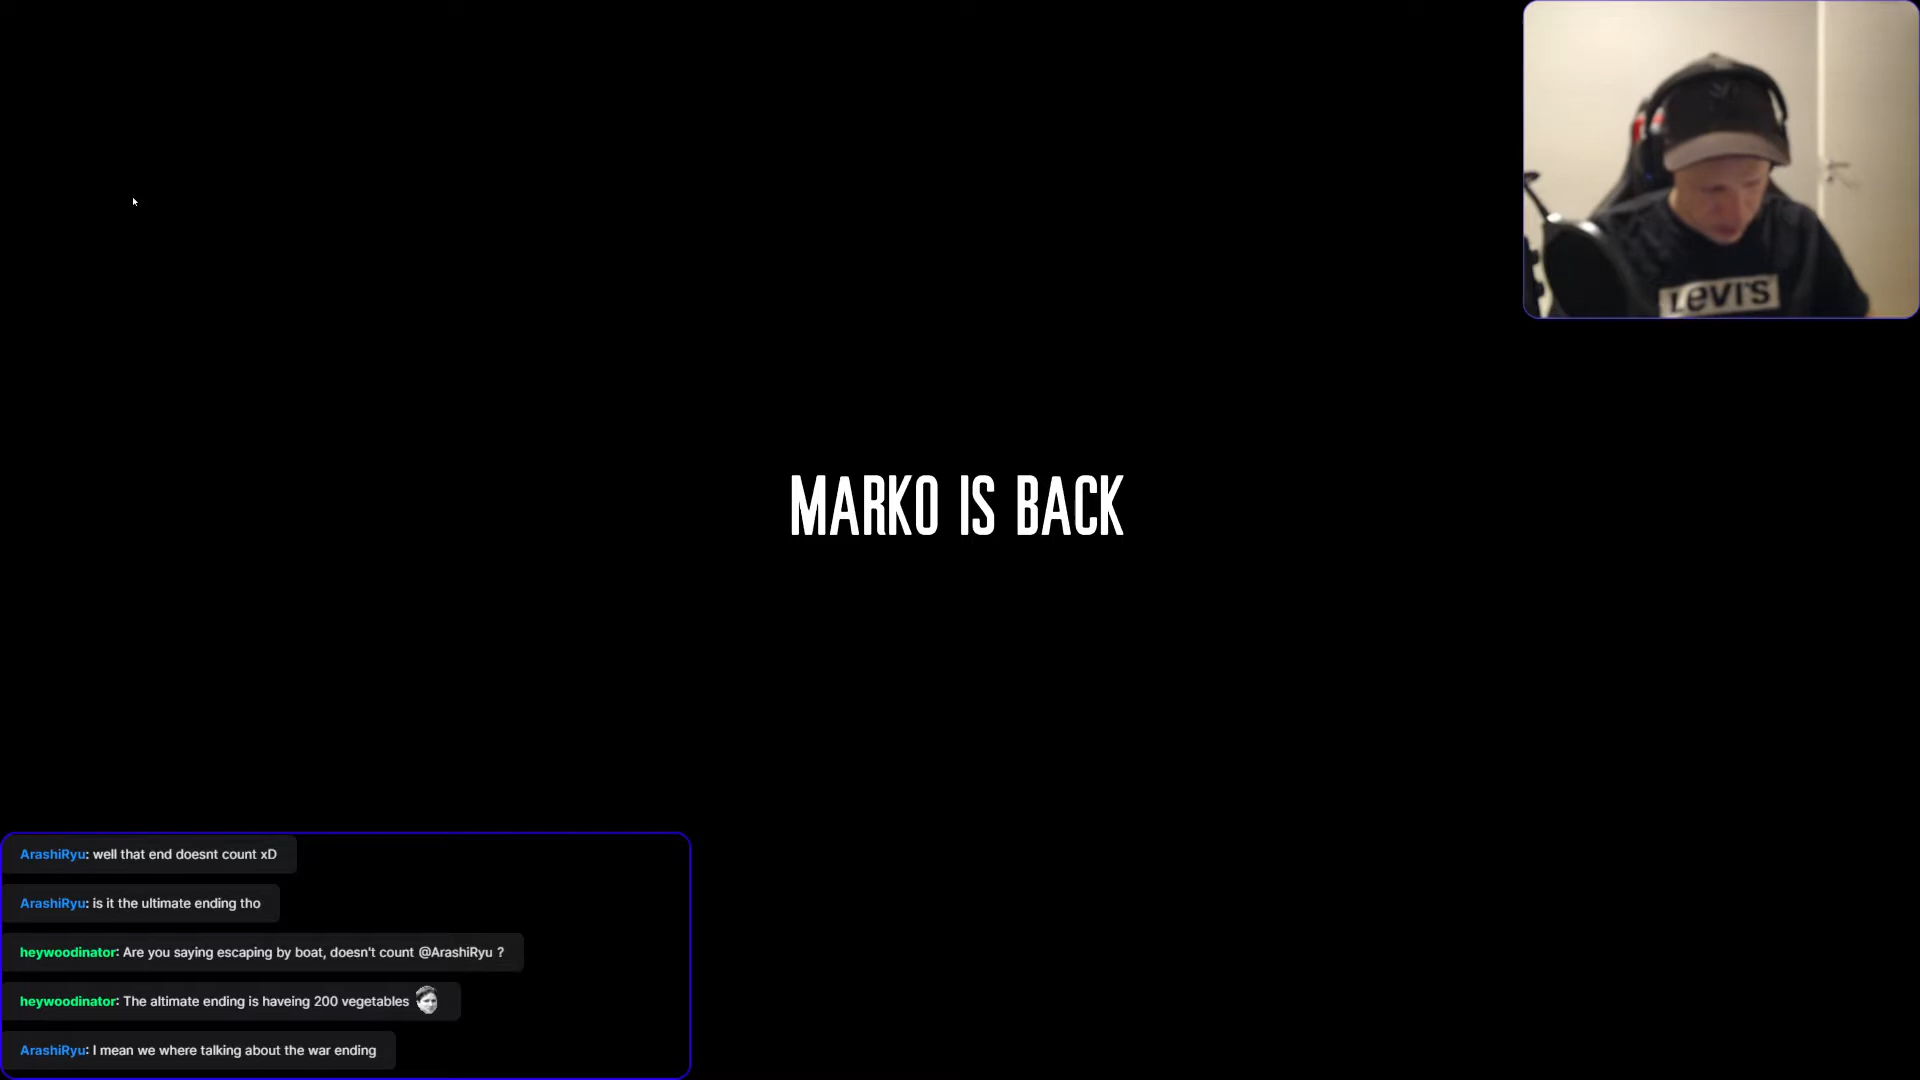 LEVI'S
MARKO IS BACK
ArashiRyu: well that end doesnt count xD
ArashiRyu: is it the ultimate ending tho
heywoodinator: Are you saying escaping by boat, doesn't count @ArashiRyu ?
heywoodinator: The altimate ending is haveing 200 vegetables
ArashiRyu: I mean we where talking about the war ending